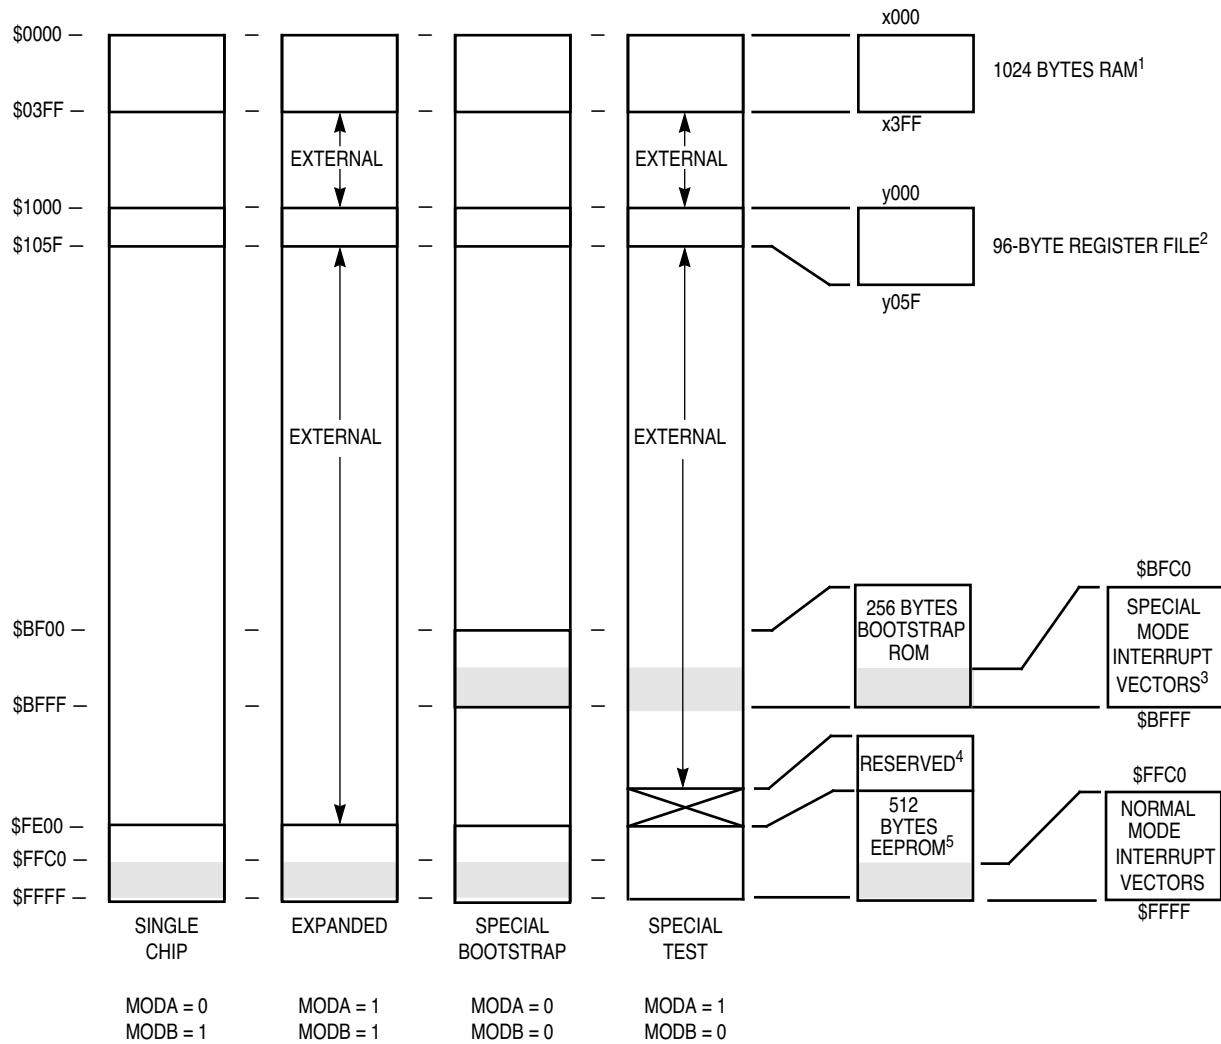 x000
$0000 – – – –
1024 BYTES RAM1
$03FF – – – –
x3FF
EXTERNAL EXTERNAL
y000
$1000 – – – –
$105F – – – –
96-BYTE REGISTER FILE2
y05F
EXTERNAL EXTERNAL
$BFC0
256 BYTES
BOOTSTRAP
ROM
SPECIAL
MODE
INTERRUPT
VECTORS3
$BF00 – – – –
$BFFF – – – –
$BFFF
RESERVED4
$FFC0
512
BYTES
EEPROM5
NORMAL
MODE
INTERRUPT
VECTORS
$FE00 – – – –
$FFC0 – – – –
$FFFF – – – –
$FFFF
SINGLE
CHIP
EXPANDED
SPECIAL
BOOTSTRAP
SPECIAL
TEST
MODA = 0
MODB = 1
MODA = 1
MODB = 1
MODA = 0
MODB = 0
MODA = 1
MODB = 0